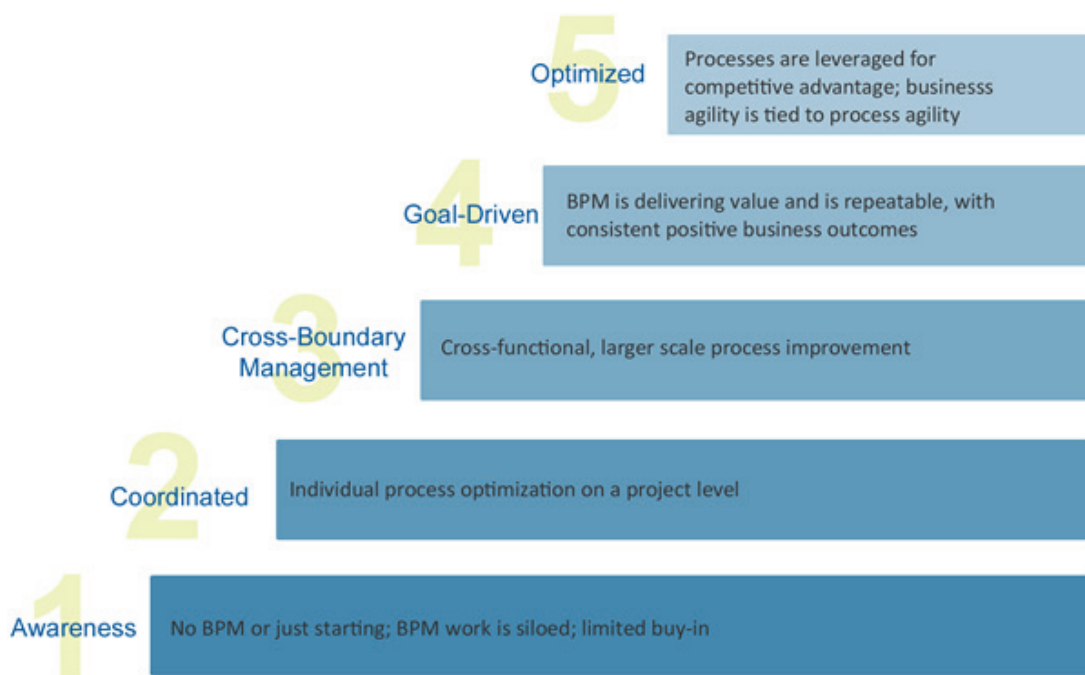 5
Optimized
Processes are leveraged for
competitive advantage; businesss
agility is tied to process agility
4
Goal-Driven
BPM is delivering value and is repeatable, with
consistent positive business outcomes
3
Cross-Boundary
Management
Cross-functional, larger scale process improvement
2
Coordinated
Individual process optimization on a project level
1
Awareness
No BPM or just starting; BPM work is siloed; limited buy-in